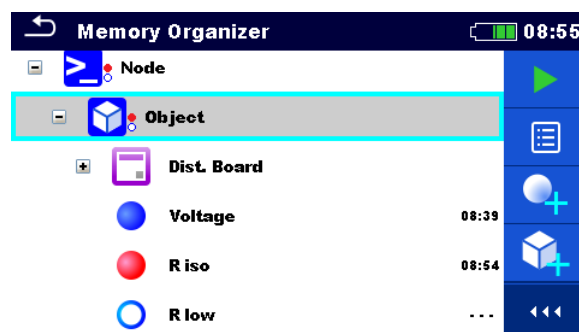 Memory Organizer 08:55
Node
Object
Dist. Board
Voltage 08:39
R iso 08:54
R low ---